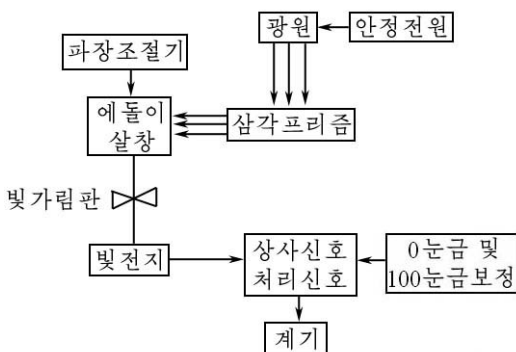 광원
안정전원
파장조절기
에돌이
살창
삼각프리즘
빛가림판
빛전지
상사신호
처리신호
0눈금 및
100눈금보정
계기